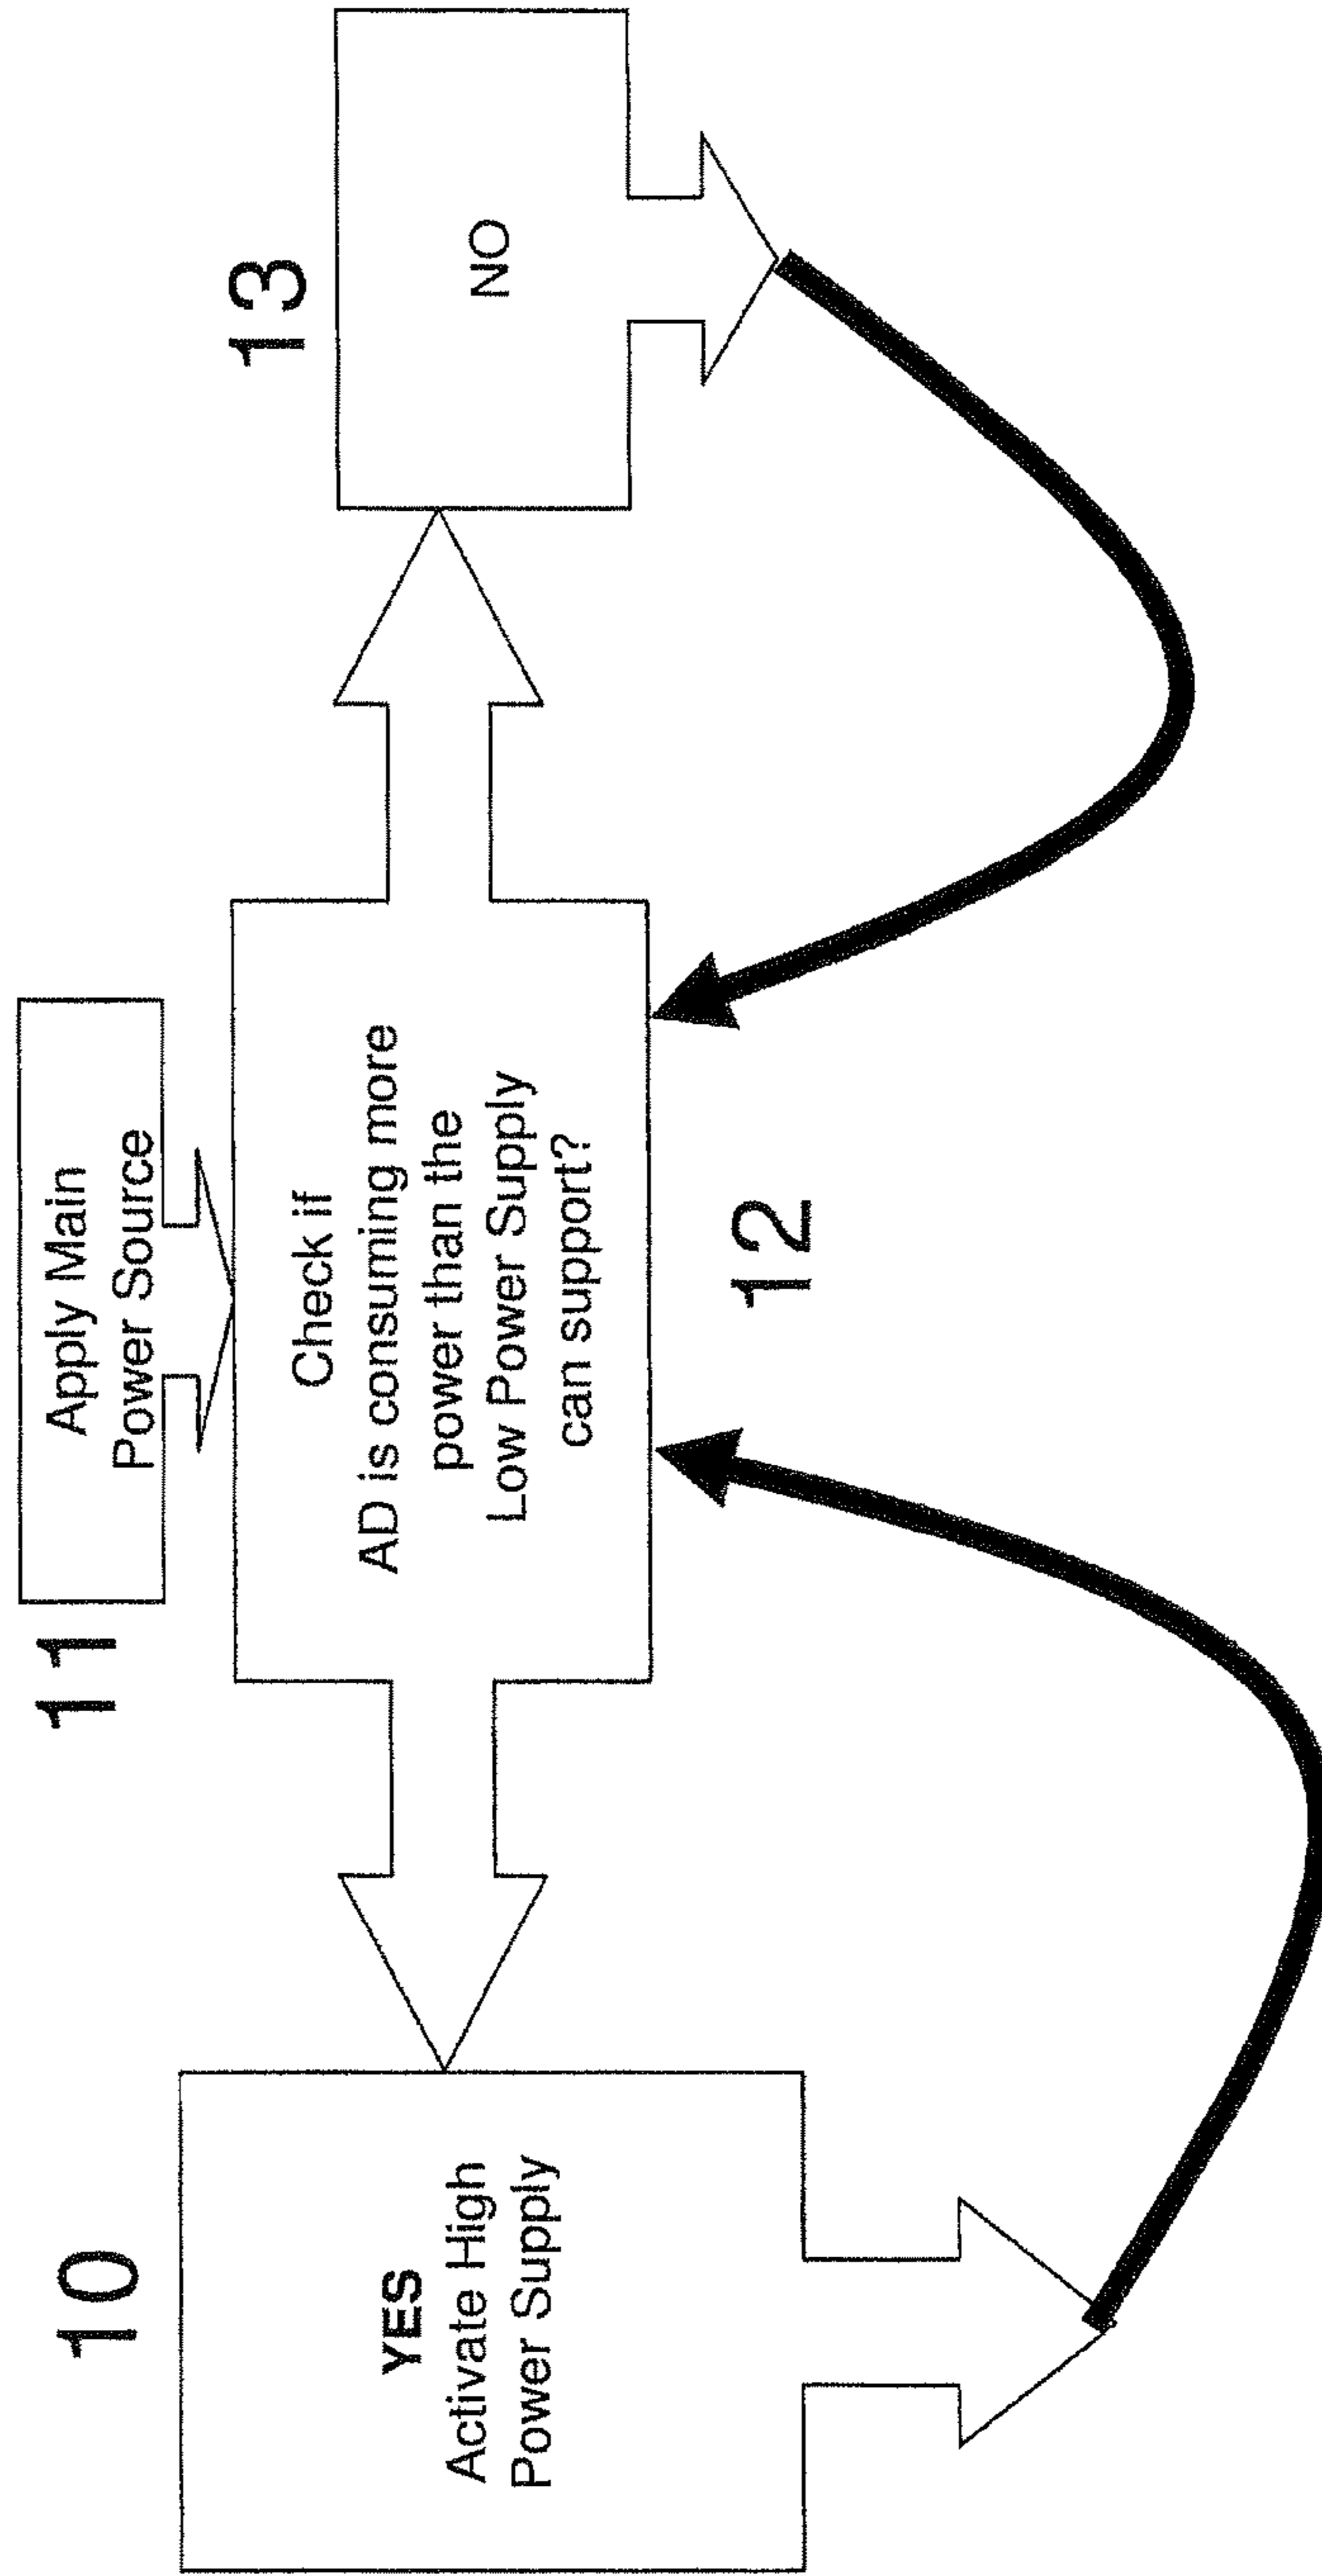 11
Apply Main
Power Source
10
YES
Activate High
Power Supply
Check if
AD is consuming more
power than the
Low Power Supply
can support?
12
13
NO